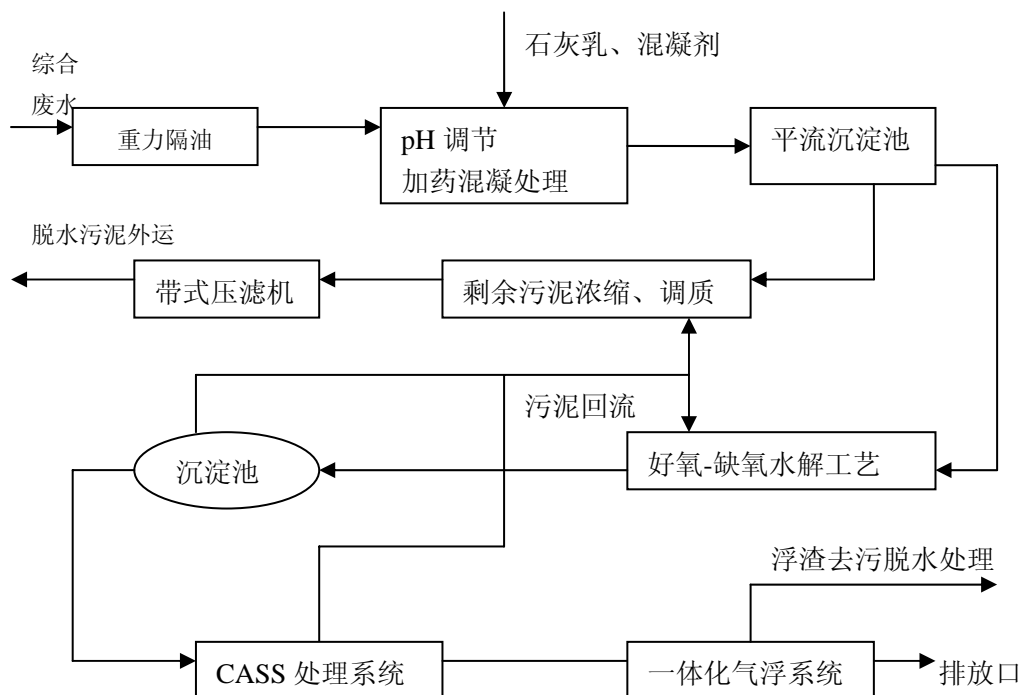 石灰乳、混凝剂
综合
废水
重力隔油
pH 调节
加药混凝处理
平流沉淀池
脱水污泥外运
带式压滤机
剩余污泥浓缩、调质
污泥回流
沉淀池
好氧-缺氧水解工艺
浮渣去污脱水处理
CASS 处理系统
一体化气浮系统
排放口